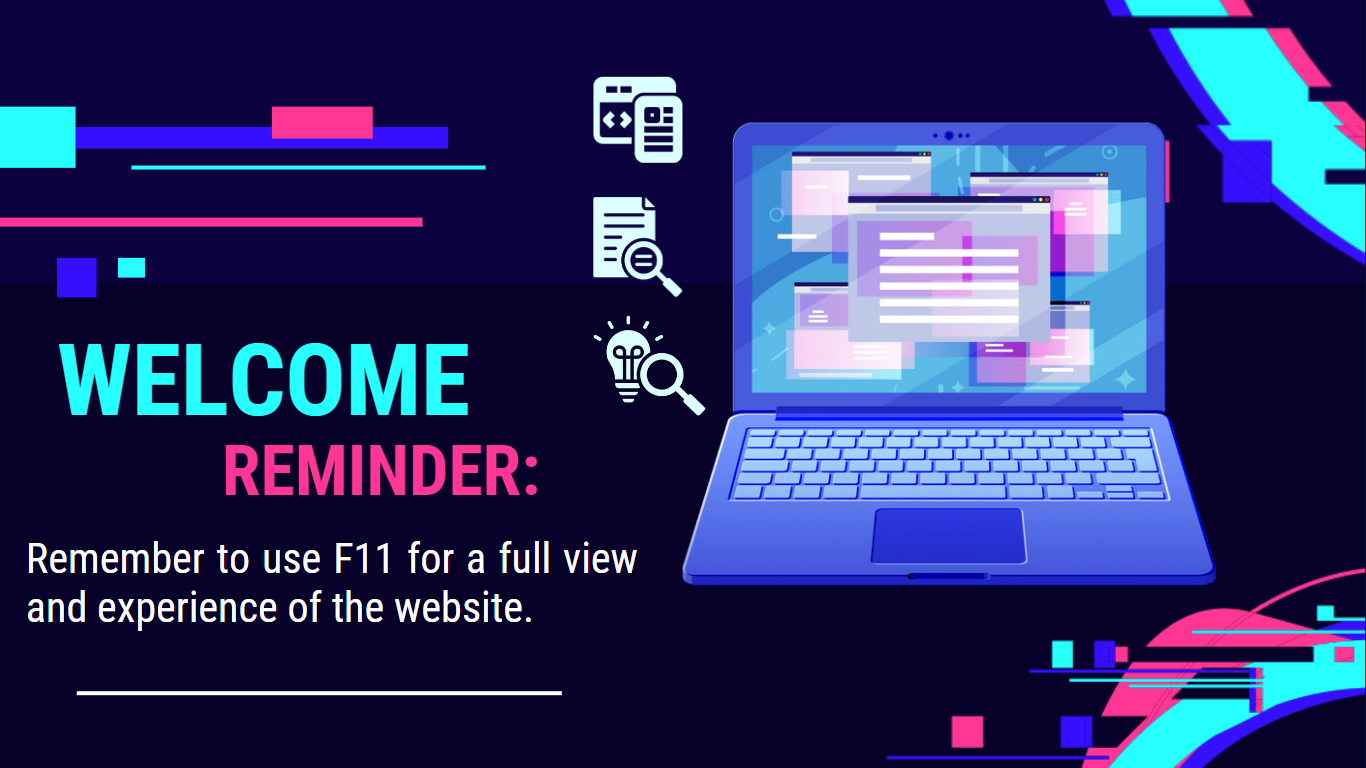 WELCOME
REMINDER:
Remember to use F11 for a full view
and experience of the website.